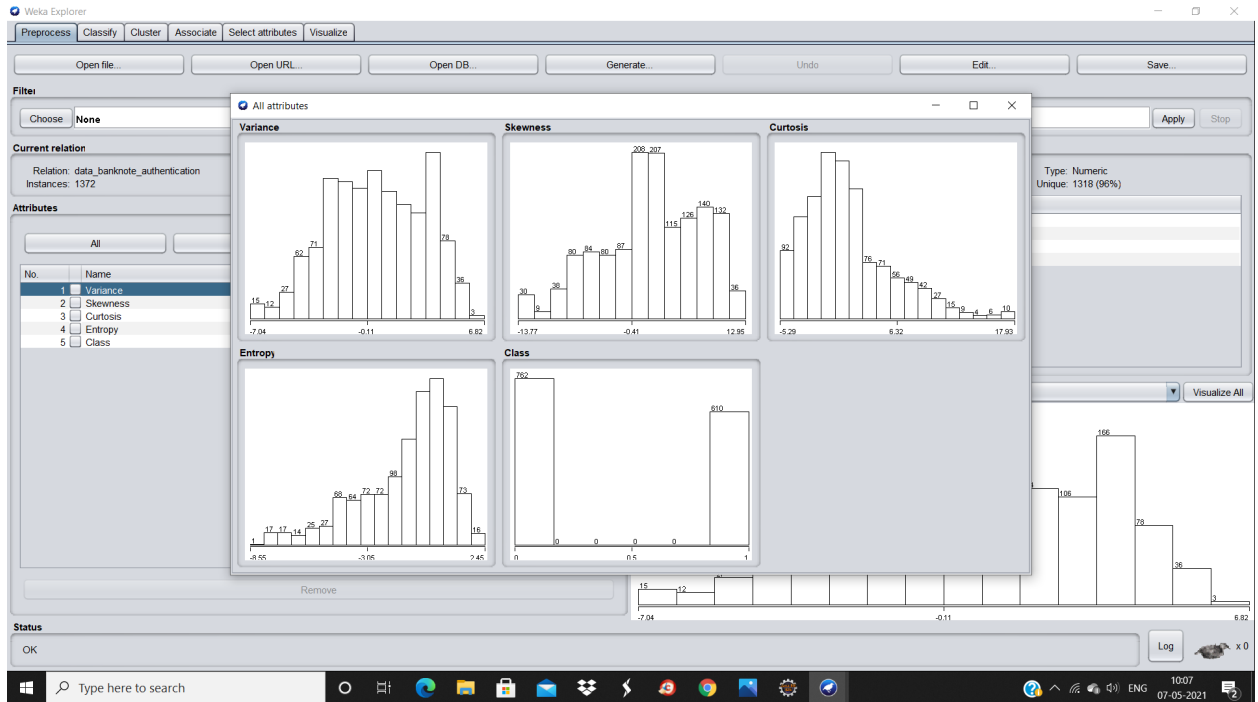 Weka Explorer
Preprocess Classify Cluster Associate Select attributes Visualize
Open file... Open URL... Open DB... Generate... Undo Edit... Save...
Filter
Choose None Apply Stop
Current relation
Relation: data_banknote_authentication
Instances: 1372
Type: Numeric
Unique: 1318 (96%)
Attributes
All
No. Name
1 Variance
2 Skewness
3 Curtosis
4 Entropy
5 Class
Remove
All attributes
Variance
15 12 27 62 71 78 36 3
-7.04 -0.11 6.82
Skewness
30 9 38 80 84 80 87 208 207 115 126 140 132 36
-13.77 -0.41 12.95
Curtosis
92 76 71 56 49 42 27 15 9 4 6 10
-5.29 6.32 17.93
Entropy
1 17 17 14 25 27 68 64 72 72 98 73 16
-8.55 -3.05 2.45
Class
762 0 0 0 0 610
0 0.5 1
Visualize All
15 12 106 166 78 36 3
-7.04 -0.11 6.82
Status
OK
Log x 0
Type here to search
ENG
10:07
07-05-2021
2